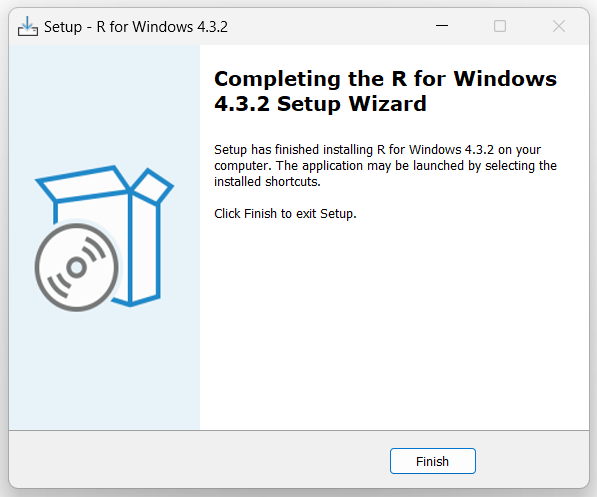 Setup - R for Windows 4.3.2
Completing the R for Windows
4.3.2 Setup Wizard
Setup has finished installing R for Windows 4.3.2 on your
computer. The application may be launched by selecting the
installed shortcuts.
Click Finish to exit Setup.
Finish